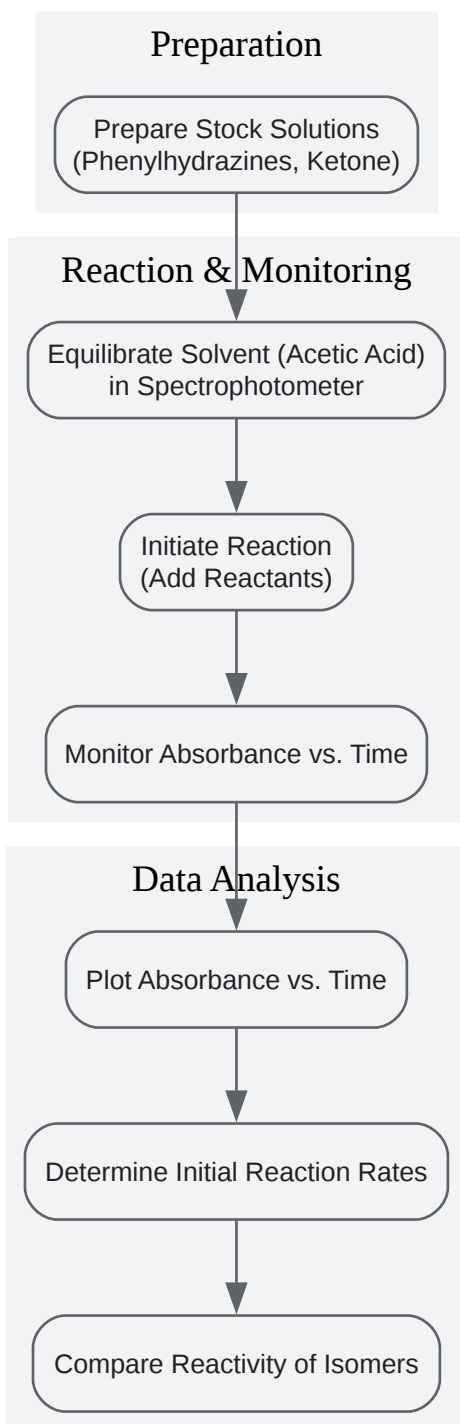 Preparation
Prepare Stock Solutions
(Phenylhydrazines, Ketone)
Reaction & Monitoring
Equilibrate Solvent (Acetic Acid)
in Spectrophotometer
Initiate Reaction
(Add Reactants)
Monitor Absorbance vs. Time
Data Analysis
Plot Absorbance vs. Time
Determine Initial Reaction Rates
Compare Reactivity of Isomers